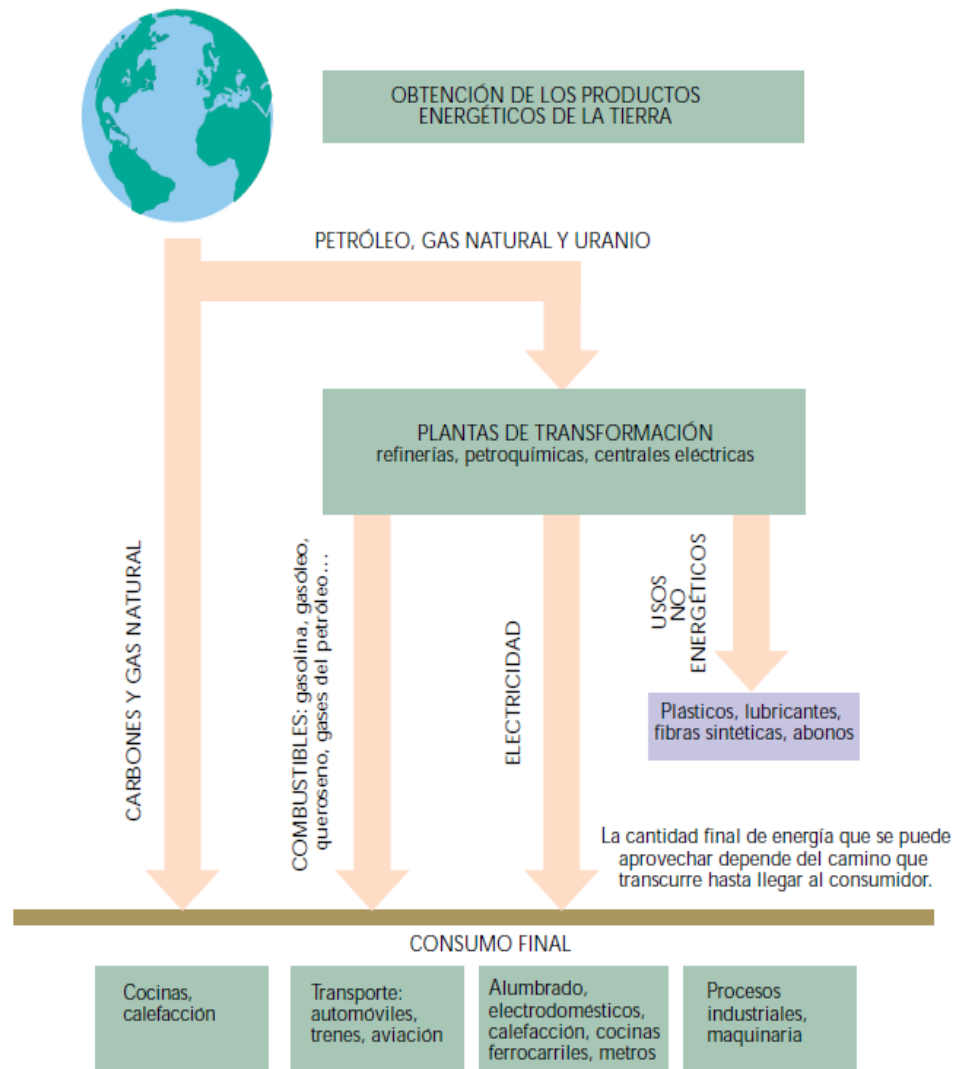 OBTENCIÓN DE LOS PRODUCTOS
ENERGÉTICOS DE LA TIERRA
PETRÓLEO, GAS NATURAL Y URANIO
PLANTAS DE TRANSFORMACIÓN
refinerías, petroquímicas, centrales eléctricas
CARBONES Y GAS NATURAL
COMBUSTIBLES: gasolina, gasóleo,
queroseno, gases del petróleo...
ELECTRICIDAD
USOS
NO
ENERGÉTICOS
Plásticos, lubricantes,
fibras sintéticas, abonos
La cantidad final de energía que se puede
aprovechar depende del camino que
transcurre hasta llegar al consumidor.
CONSUMO FINAL
Cocinas,
calefacción
Transporte:
automóviles,
trenes, aviación
Alumbrado,
electrodomésticos,
calefacción, cocinas
ferrocarriles, metros
Procesos
industriales,
maquinaria